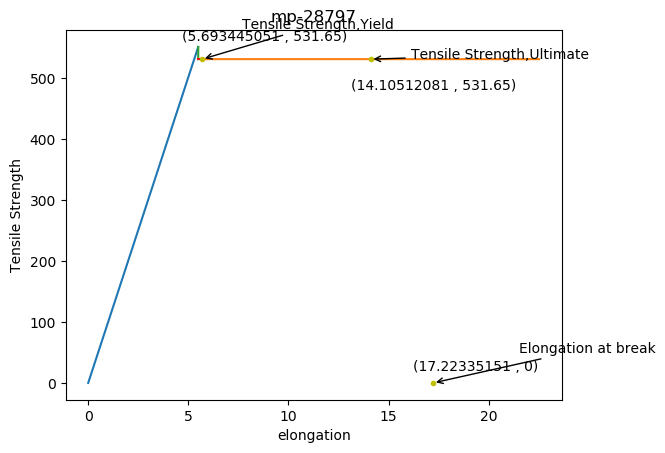 mp-28797
Tensile Strength,Yield
(5.693445051 , 531.65)
Tensile Strength,Ultimate
(14.10512081 , 531.65)
Elongation at break
(17.22335151 , 0)
Tensile Strength
500
400
300
200
100
0
0 5 10 15 20
elongation